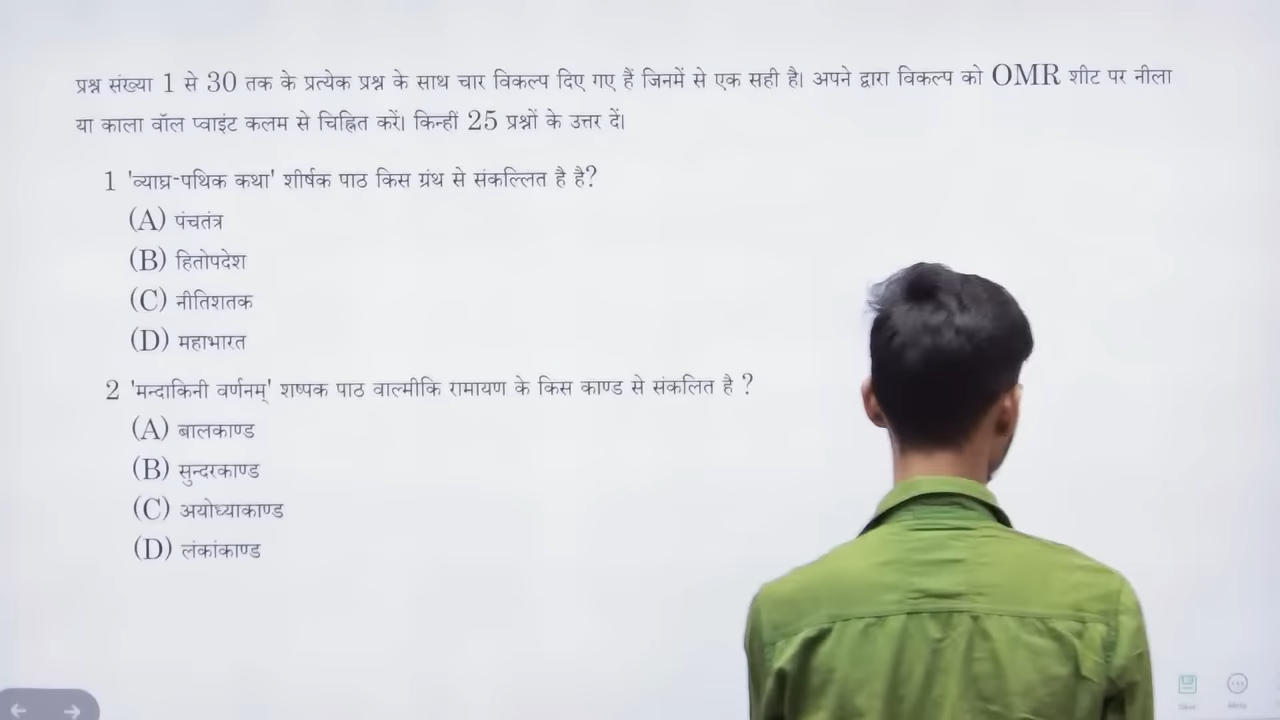 प्रश्न संख्या 1 से 30 तक के प्रत्येक प्रश्न के साथ चार विकल्प दिए गए हैं जिनमें से एक सही है। अपने द्वारा विकल्प को OMR शीट पर नीला
या काला वॉल प्वाइंट कलम से चिह्नित करें। किन्हीं 25 प्रश्नों के उत्तर दें।
1 'व्याघ्र-पथिक कथा' शीर्षक पाठ किस ग्रंथ से संकल्लित है है?
(A) पंचतंत्र
(B) हितोपदेश
(C) नीतिशतक
(D) महाभारत
2 'मन्दाकिनी वर्णनम्' शष्पक पाठ वाल्मीकि रामायण के किस काण्ड से संकलित है ?
(A) बालकाण्ड
(B) सुन्दरकाण्ड
(C) अयोध्याकाण्ड
(D) लंकांकाण्ड